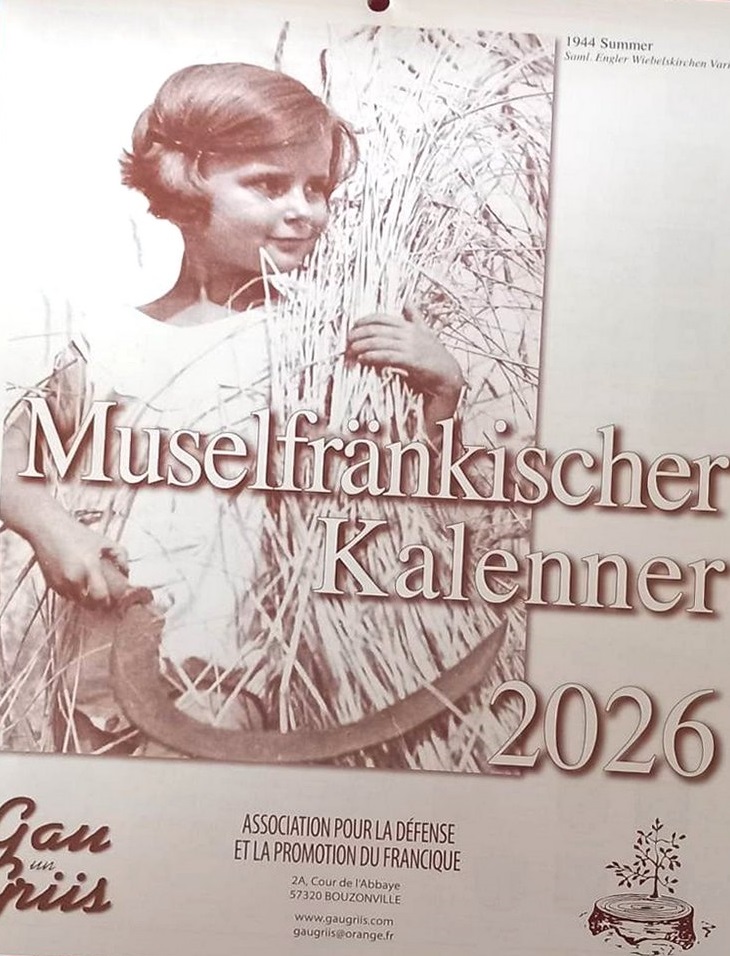 1944 Summer
Saml. Engler Wiebelskirchen
Muselfränkischer
Kalenner
2026
Gau
un
Griis
ASSOCIATION POUR LA DÉFENSE
ET LA PROMOTION DU FRANCIQUE
2A, Cour de l'Abbaye
57320 BOUZONVILLE
www.gaugriis.com
gaugriis@orange.fr